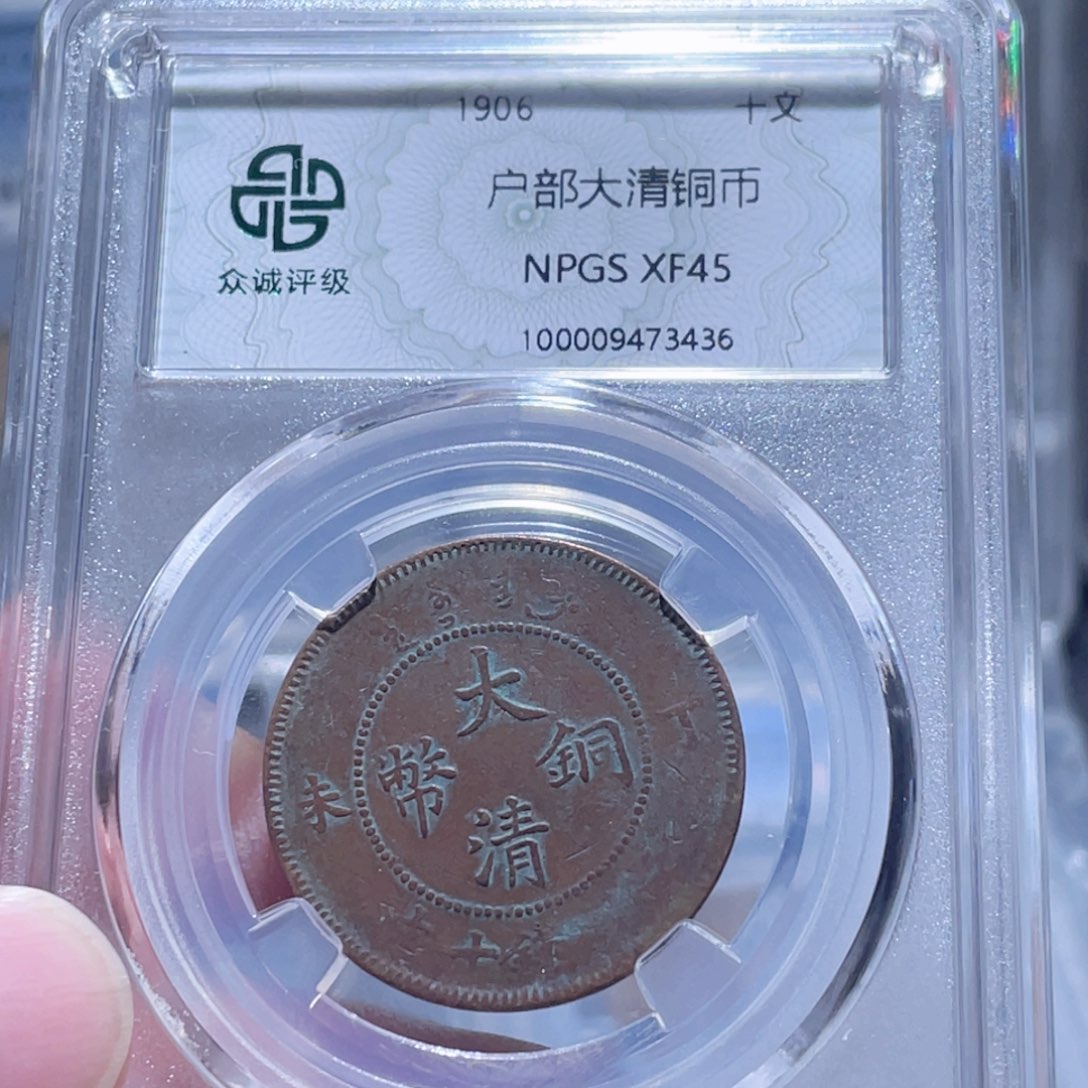 1906 十文
户部大清铜币
众诚评级
NPGS XF45
100009473436
大
銅
幣
清
未
十